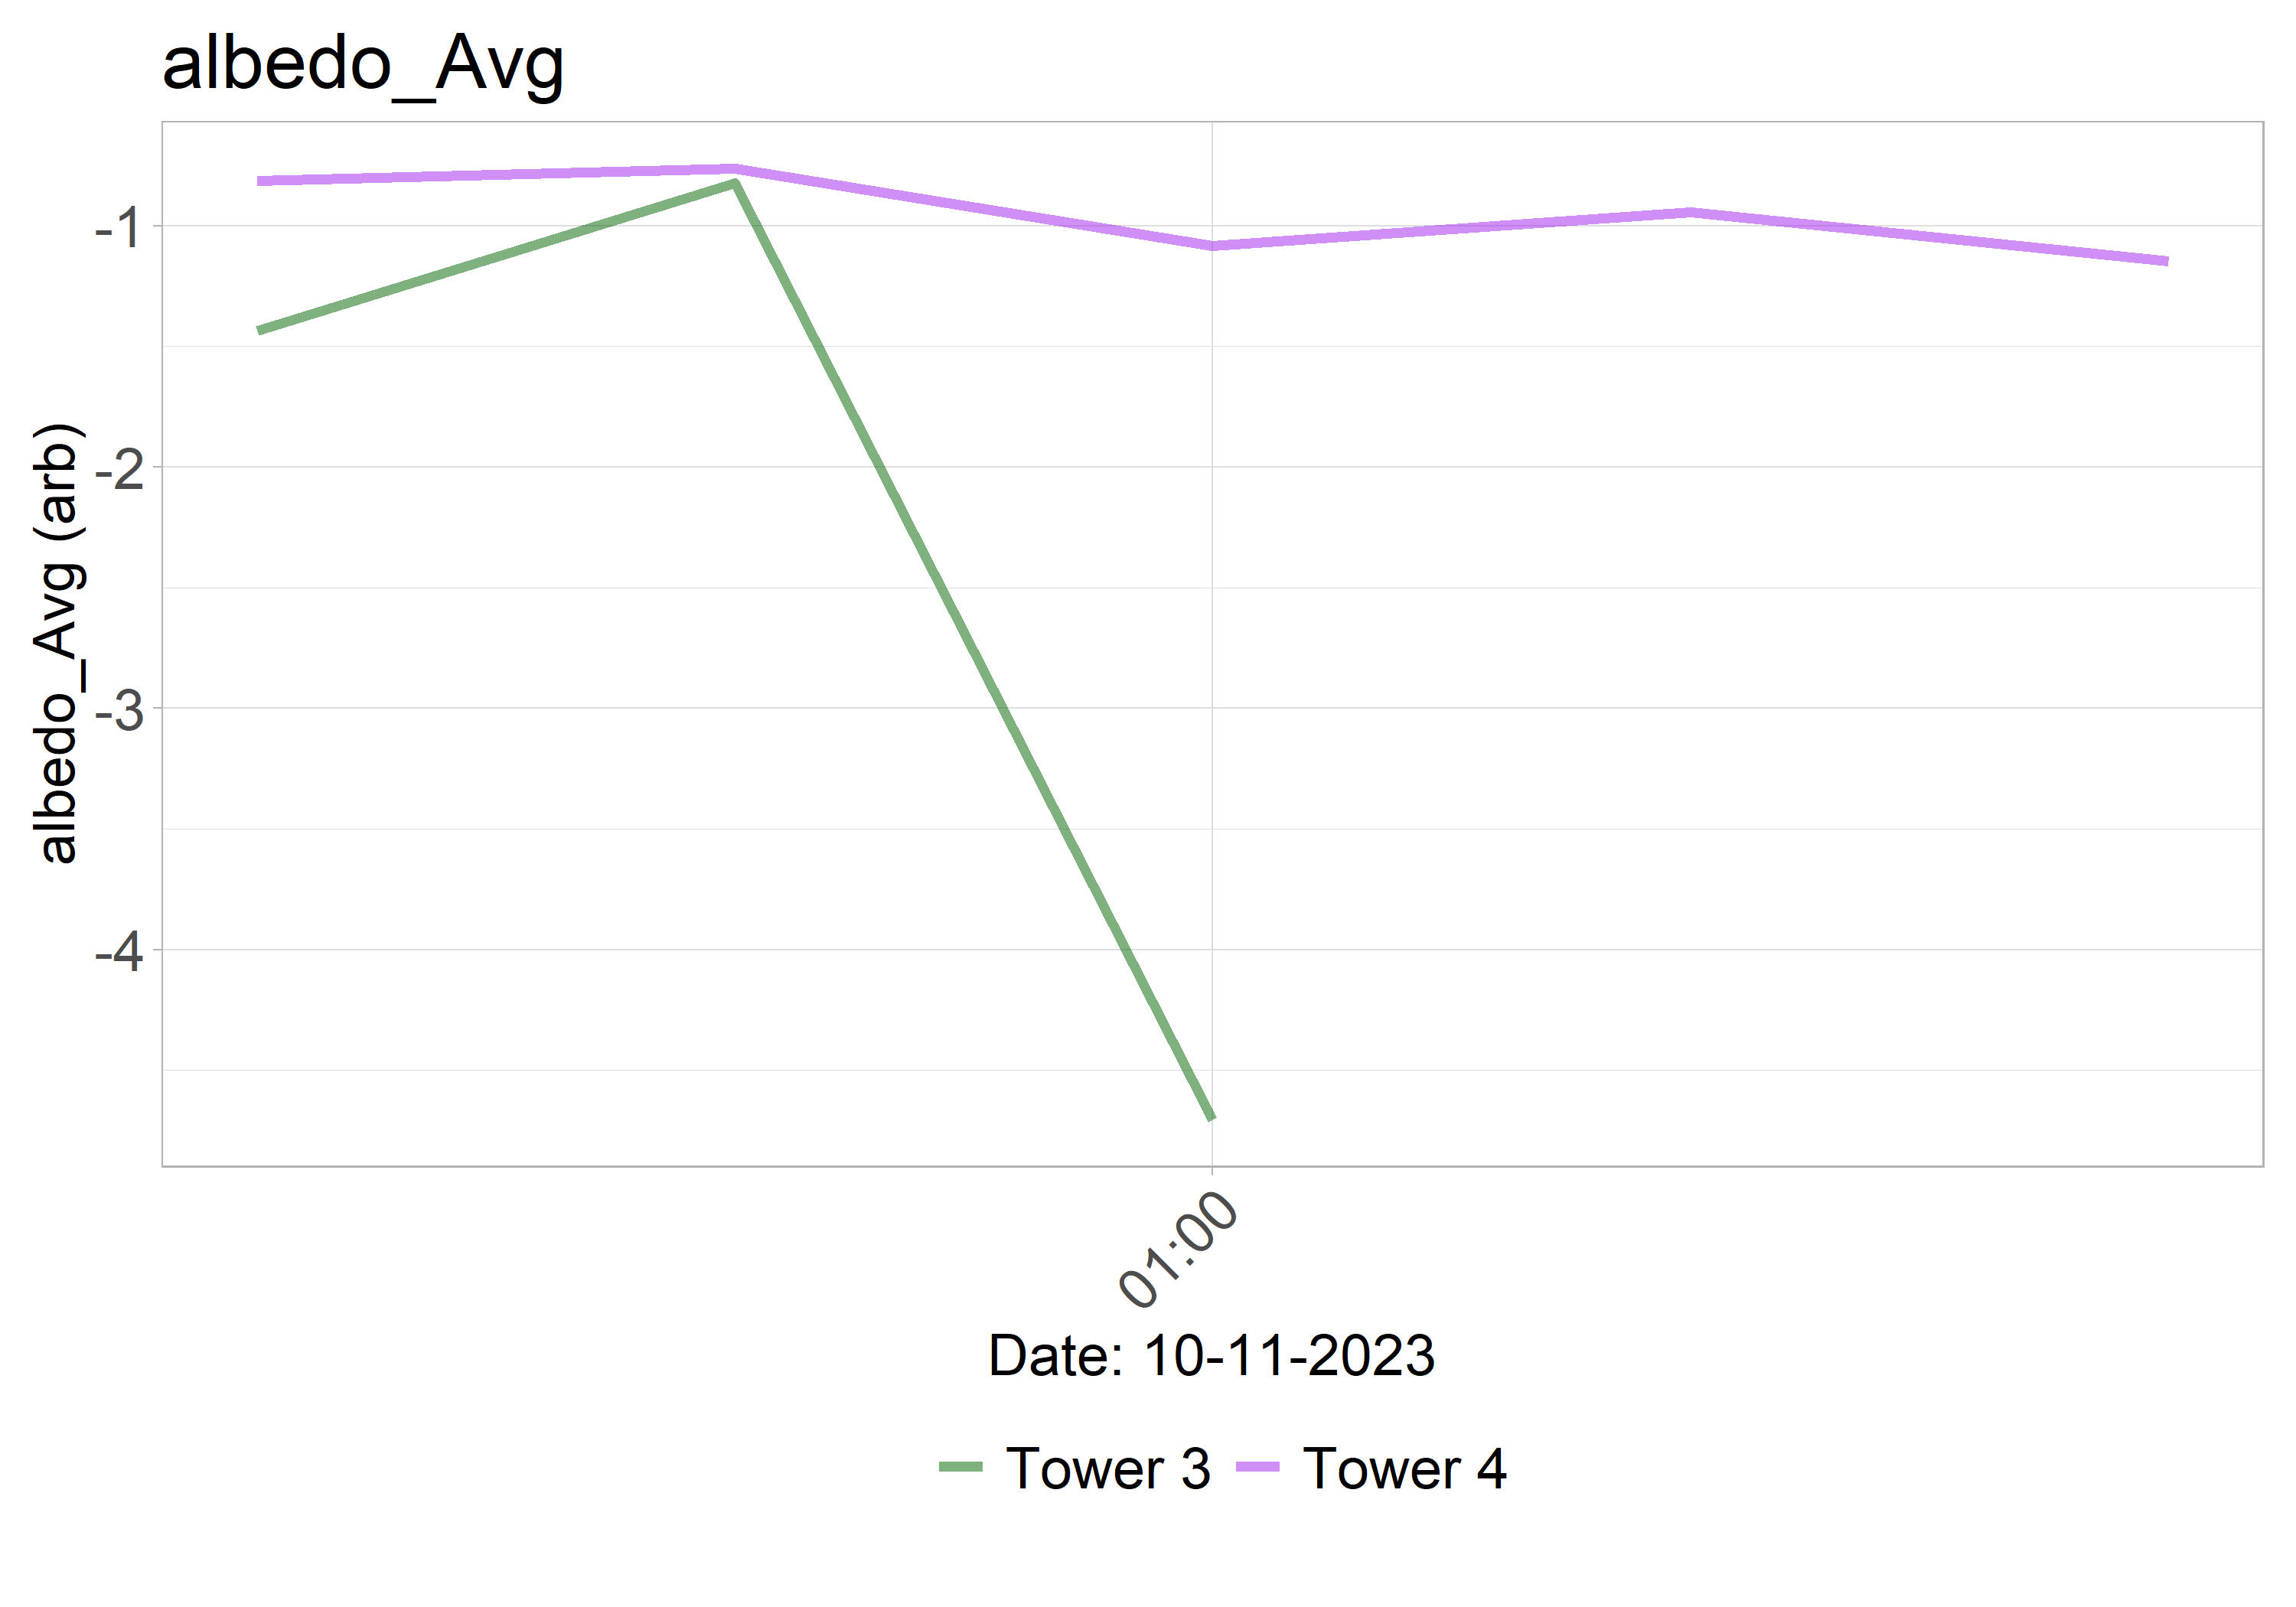 albedo_Avg
albedo_Avg (arb)
-1
-2
-3
-4
01:00
Date: 10-11-2023
Tower 3 Tower 4